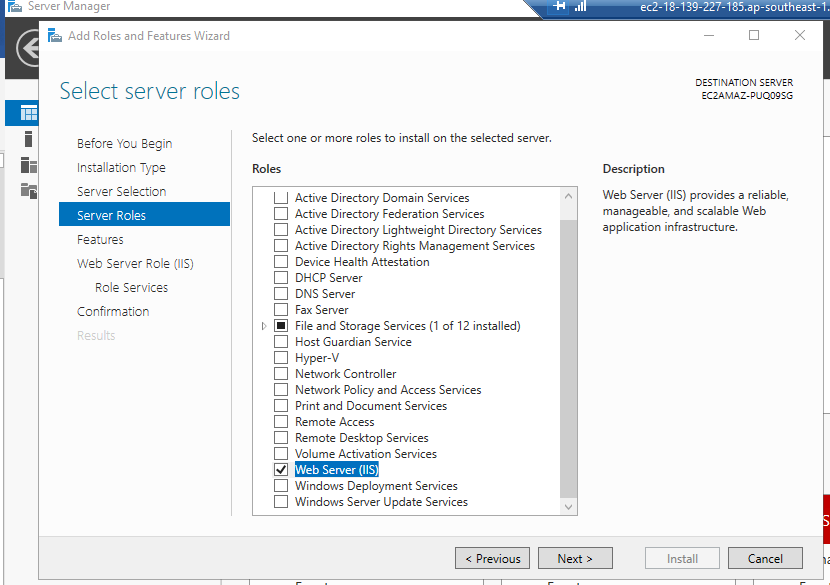 Server Manager
ec2-18-139-227-185.ap-southeast-1.
Add Roles and Features Wizard
Select server roles
DESTINATION SERVER
EC2AMAZ-PUQ09SG
Before You Begin
Installation Type
Server Selection
Server Roles
Features
Web Server Role (IIS)
Role Services
Confirmation
Results
Select one or more roles to install on the selected server.
Roles
Active Directory Domain Services
Active Directory Federation Services
Active Directory Lightweight Directory Services
Active Directory Rights Management Services
Device Health Attestation
DHCP Server
DNS Server
Fax Server
File and Storage Services (1 of 12 installed)
Host Guardian Service
Hyper-V
Network Controller
Network Policy and Access Services
Print and Document Services
Remote Access
Remote Desktop Services
Volume Activation Services
Web Server (IIS)
Windows Deployment Services
Windows Server Update Services
Description
Web Server (IIS) provides a reliable,
manageable, and scalable Web
application infrastructure.
< Previous
Next >
Install
Cancel